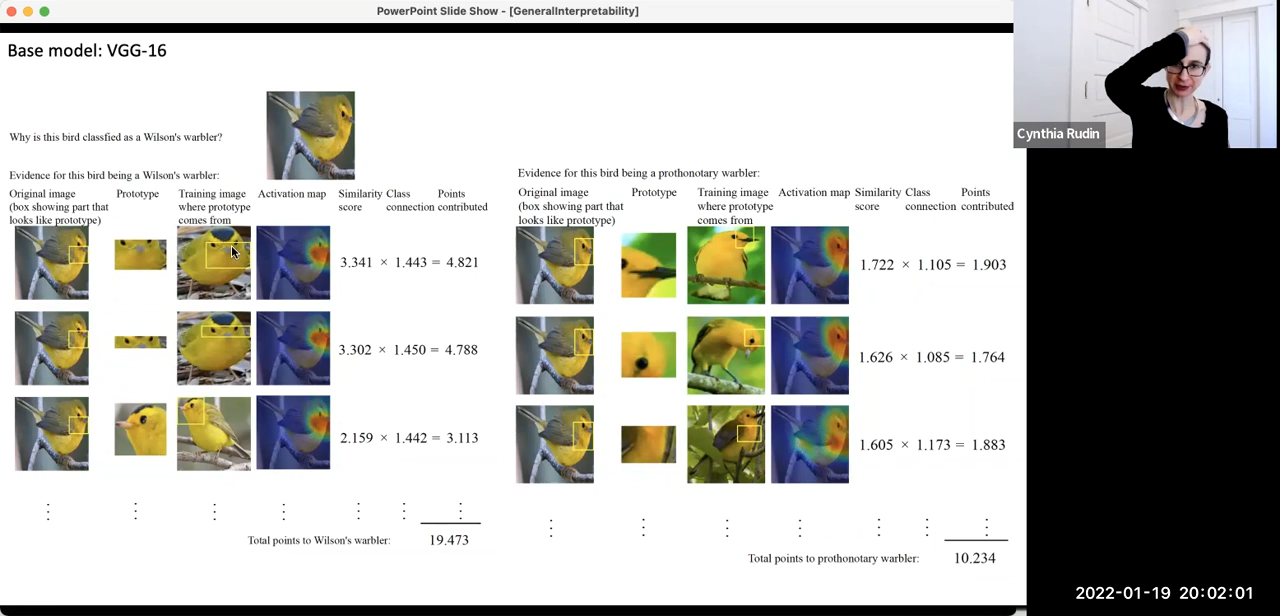 PowerPoint Slide Show - [GeneralInterpretability]
Base model: VGG-16
Cynthia Rudin
Why is this bird classfied as a Wilson's warbler?
Evidence for this bird being a Wilson's warbler:
Original image
(box showing part that
looks like prototype)
Prototype
Training image
where prototype
comes from
Activation map
Similarity
score
Class
connection
Points
contributed
3.341 × 1.443 = 4.821
3.302 × 1.450 = 4.788
2.159 × 1.442 = 3.113
Total points to Wilson's warbler: 19.473
Evidence for this bird being a prothonotary warbler:
Original image
(box showing part that
looks like prototype)
Prototype
Training image
where prototype
comes from
Activation map
Similarity
score
Class
connection
Points
contributed
1.722 × 1.105 = 1.903
1.626 × 1.085 = 1.764
1.605 × 1.173 = 1.883
Total points to prothonotary warbler: 10.234
2022-01-19 20:02:01